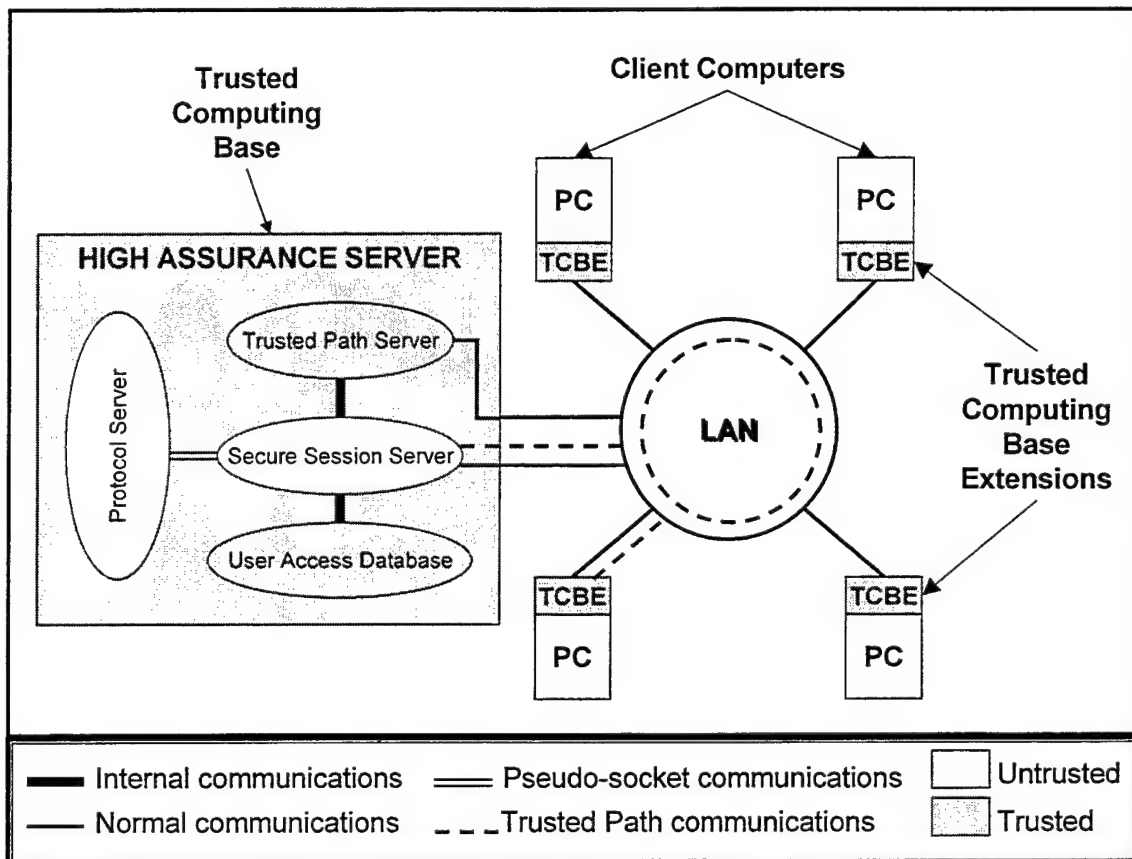 Trusted
Computing
Base
Client Computers
PC
TCBE
PC
TCBE
HIGH ASSURANCE SERVER
Protocol Server
Trusted Path Server
Secure Session Server
User Access Database
LAN
Trusted
Computing
Base
Extensions
TCBE
PC
TCBE
PC
Internal communications
Pseudo-socket communications
Untrusted
Normal communications
Trusted Path communications
Trusted